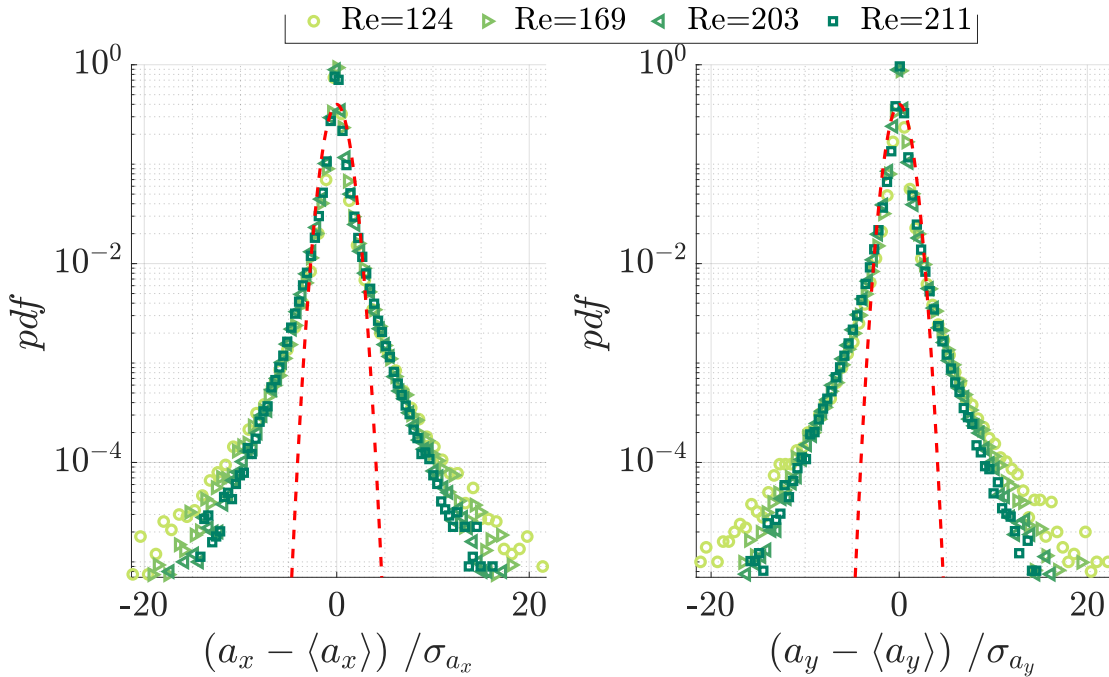 Re=124 Re=169 Re=203 Re=211
10^0 10^0
10^-2 10^-2
10^-4 10^-4
pdf pdf
-20 0 20 -20 0 20
(a_x − ⟨a_x⟩) /σ_{a_x} (a_y − ⟨a_y⟩) /σ_{a_y}